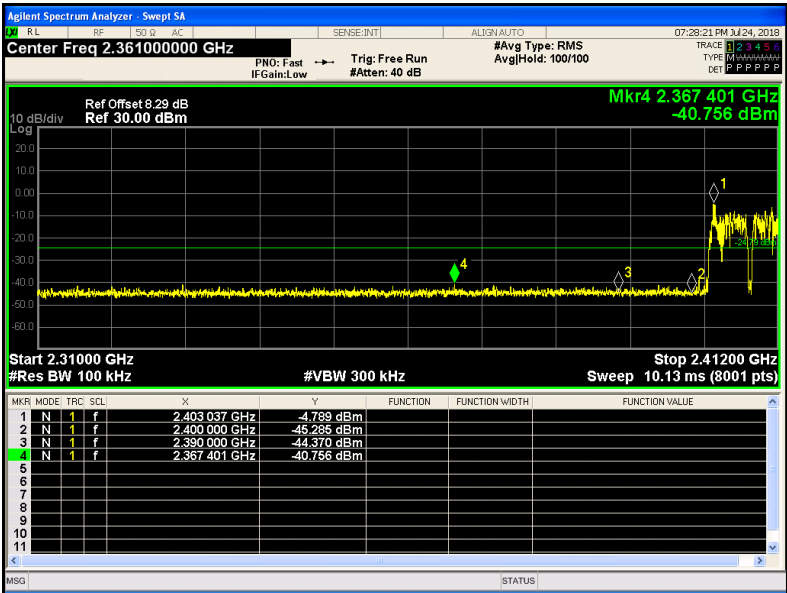 Agilent Spectrum Analyzer - Swept SA
LXI RL RF 50 Ω AC SENSE:INT ALIGN AUTO 07:28:21 PM Jul 24, 2018
Center Freq 2.361000000 GHz
PNO: Fast
IFGain:Low
Trig: Free Run
#Atten: 40 dB
#Avg Type: RMS
Avg|Hold: 100/100
TRACE 1 2 3 4 5 6
TYPE M
DET P P P P P P
Mkr4 2.367 401 GHz
-40.756 dBm
Ref Offset 8.29 dB
10 dB/div Ref 30.00 dBm
Log
20.0
10.0
0.00
-10.0
-20.0
-30.0
-40.0
-50.0
-60.0
1
2
3
4
-24.79 dBm
Start 2.31000 GHz Stop 2.41200 GHz
#Res BW 100 kHz #VBW 300 kHz Sweep 10.13 ms (8001 pts)
MKR MODE TRC SCL X Y FUNCTION FUNCTION WIDTH FUNCTION VALUE
1 N 1 f 2.403 037 GHz -4.789 dBm
2 N 1 f 2.400 000 GHz -45.285 dBm
3 N 1 f 2.390 000 GHz -44.370 dBm
4 N 1 f 2.367 401 GHz -40.756 dBm
5
6
7
8
9
10
11
MSG STATUS